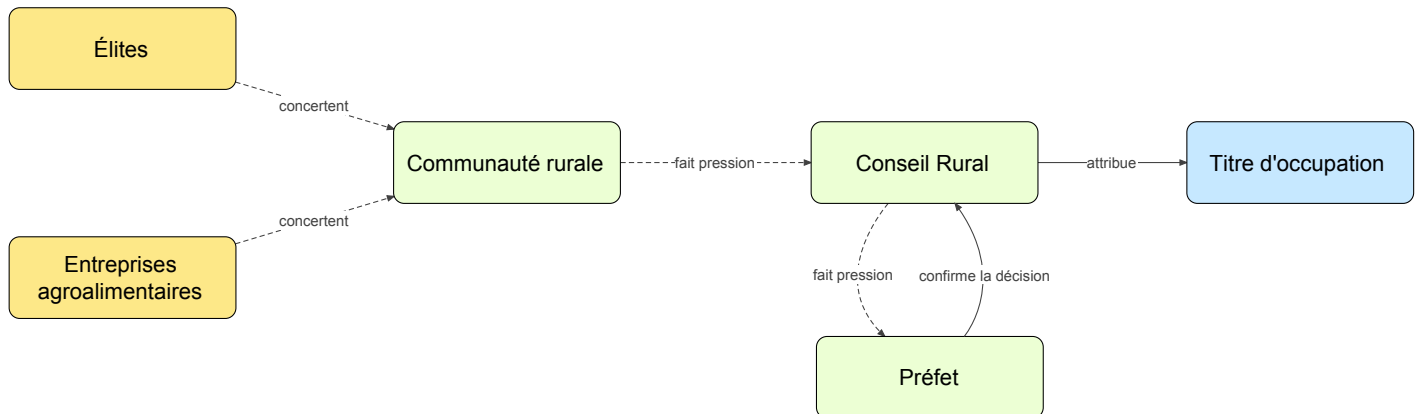 Élites
concertent
Communauté rurale
fait pression
Conseil Rural
attribue
Titre d'occupation
concertent
Entreprises
agroalimentaires
fait pression
confirme la décision
Préfet